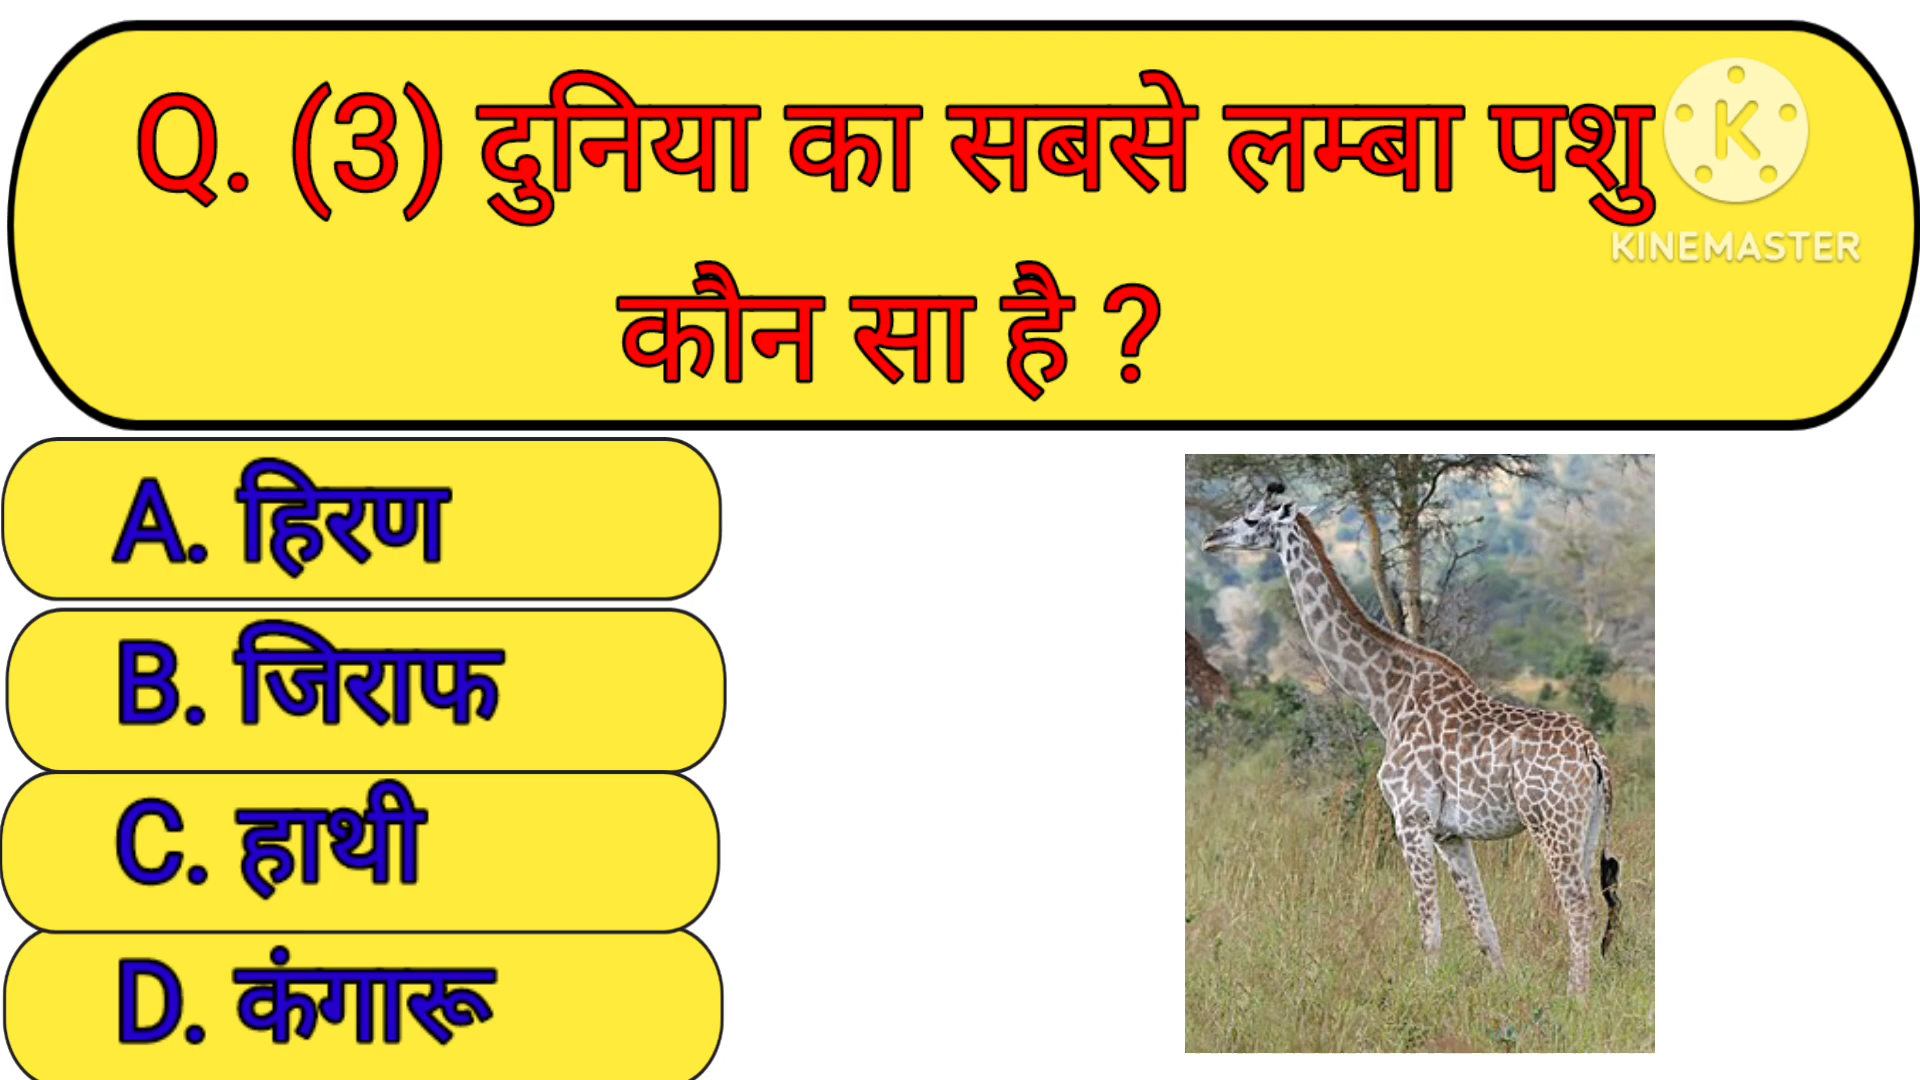 Q. (3) दुनिया का सबसे लम्बा पशु
कौन सा है ?
K
KINEMASTER
A. हिरण
B. जिराफ
C. हाथी
D. कंगारू